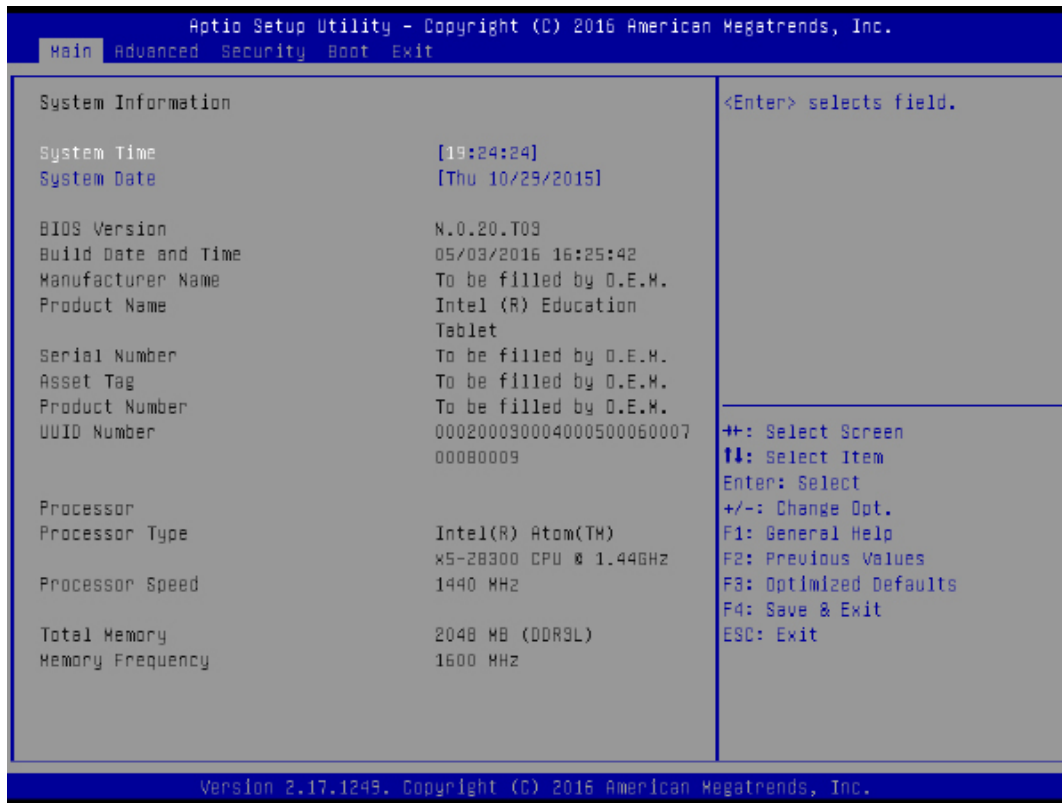 Aptio Setup Utility - Copyright (C) 2016 American Megatrends, Inc.
Main Advanced Security Boot Exit
System Information
System Time [19:24:24]
System Date [Thu 10/29/2015]
BIOS Version N.0.20.T03
Build Date and Time 05/03/2016 16:25:42
Manufacturer Name To be filled by O.E.M.
Product Name Intel (R) Education
Tablet
Serial Number To be filled by O.E.M.
Asset Tag To be filled by O.E.M.
Product Number To be filled by O.E.M.
UUID Number 000200030004000500060007
00080009
Processor
Processor Type Intel(R) Atom(TM)
x5-Z8300 CPU @ 1.44GHz
Processor Speed 1440 MHz
Total Memory 2048 MB (DDR3L)
Memory Frequency 1600 MHz
<Enter> selects field.
→←: Select Screen
↑↓: Select Item
Enter: Select
+/-: Change Opt.
F1: General Help
F2: Previous Values
F3: Optimized Defaults
F4: Save & Exit
ESC: Exit
Version 2.17.1249. Copyright (C) 2016 American Megatrends, Inc.